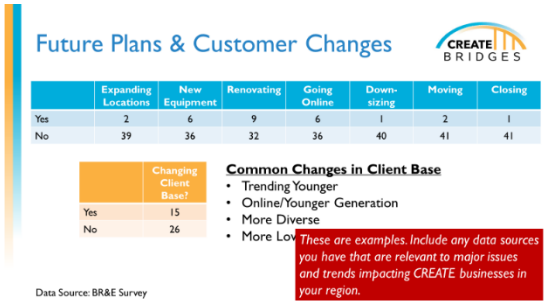 Future Plans & Customer Changes
CREATE
BRIDGES
Expanding Locations New Equipment Renovating Going Online Down-sizing Moving Closing
Yes 2 6 9 6 1 2 1
No 39 36 32 36 40 41 41
Changing Client Base?
Yes 15
No 26
Common Changes in Client Base
• Trending Younger
• Online/Younger Generation
• More Diverse
• More Lov
These are examples. Include any data sources
you have that are relevant to major issues
and trends impacting CREATE businesses in
your region.
Data Source: BR&E Survey